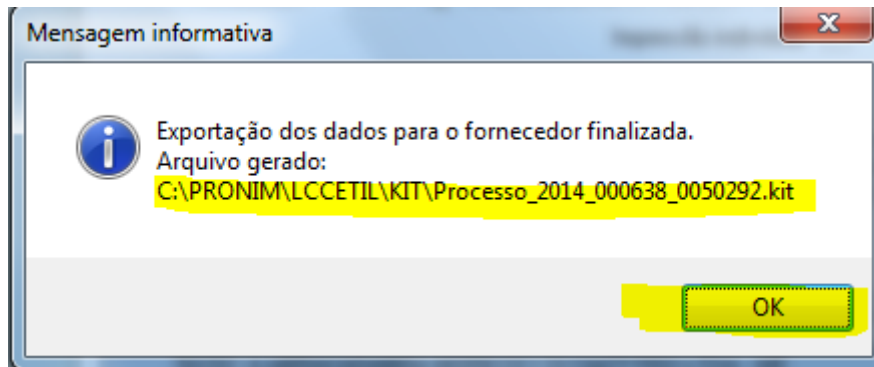 Mensagem informativa
Exportação dos dados para o fornecedor finalizada.
Arquivo gerado:
C:\PRONIM\LCCETIL\KIT\Processo_2014_000638_0050292.kit
OK